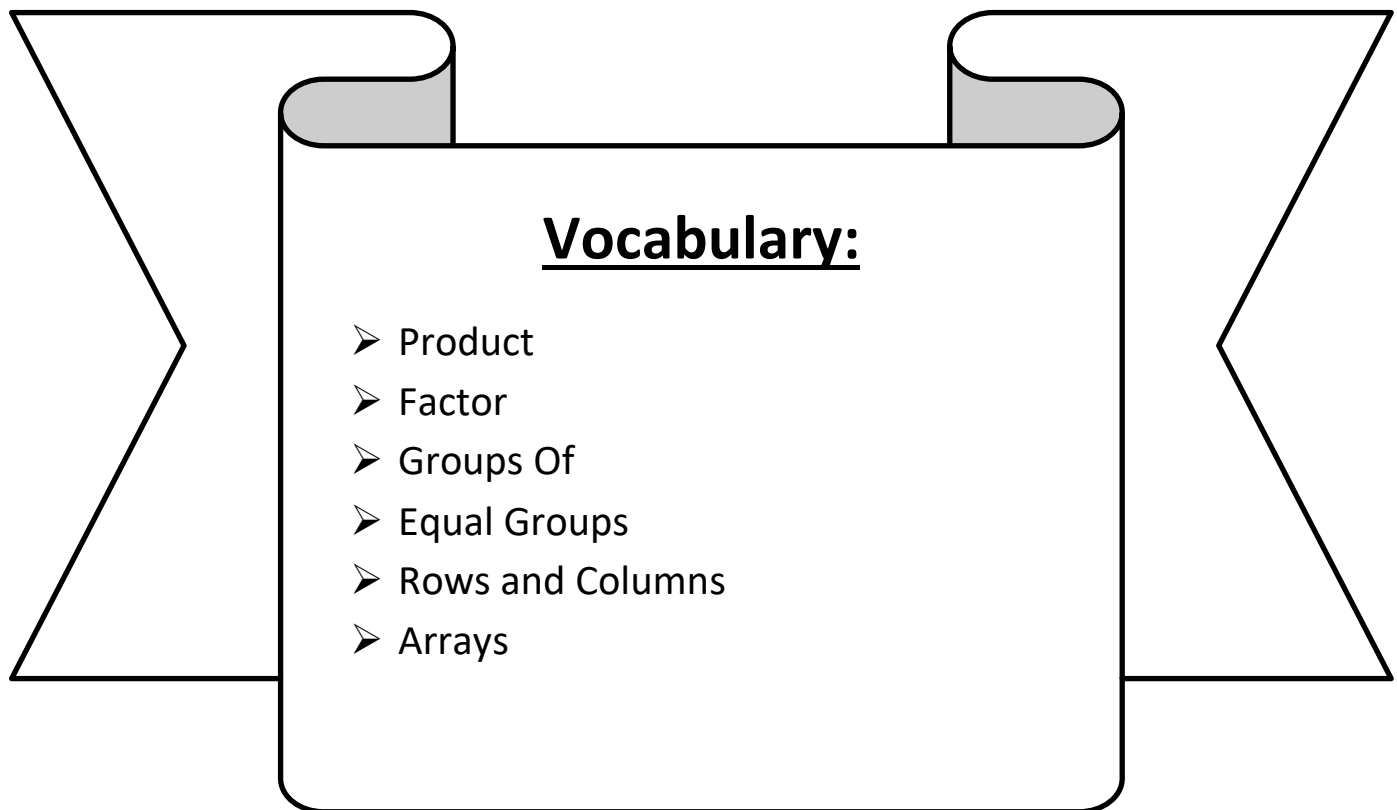 Vocabulary:
➢ Product
➢ Factor
➢ Groups Of
➢ Equal Groups
➢ Rows and Columns
➢ Arrays